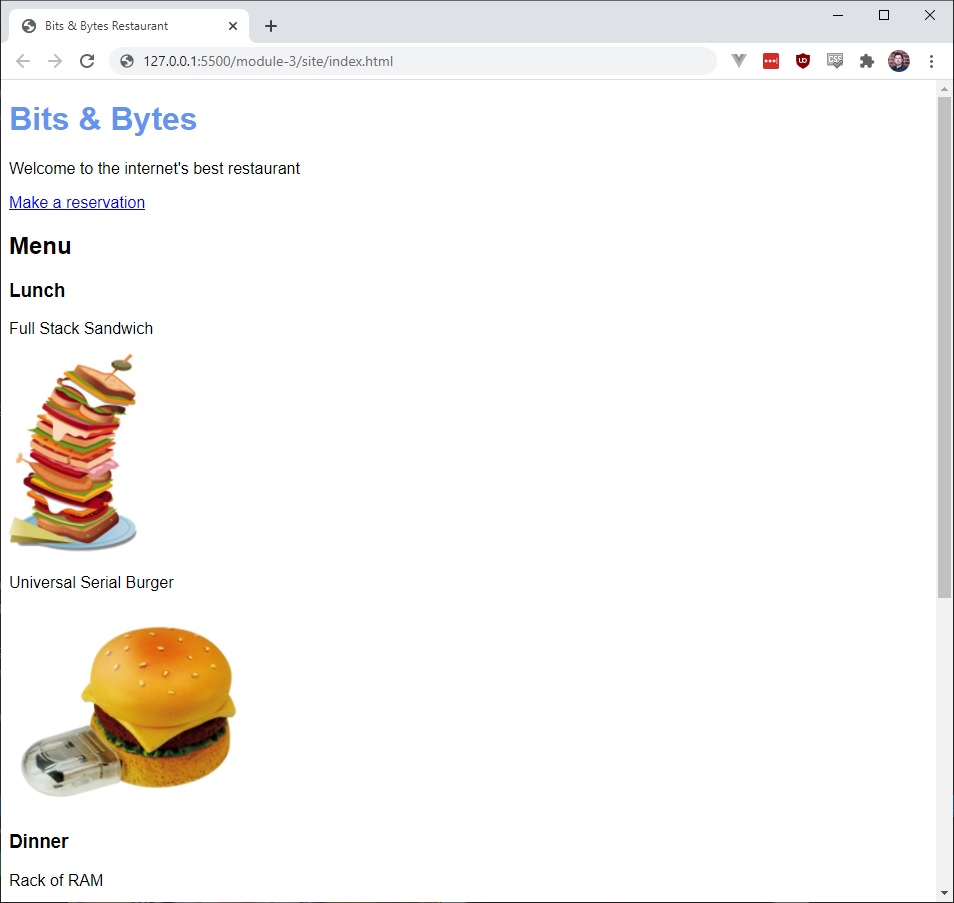 Bits & Bytes Restaurant
127.0.0.1:5500/module-3/site/index.html
Bits & Bytes
Welcome to the internet's best restaurant
Make a reservation
Menu
Lunch
Full Stack Sandwich
Universal Serial Burger
Dinner
Rack of RAM